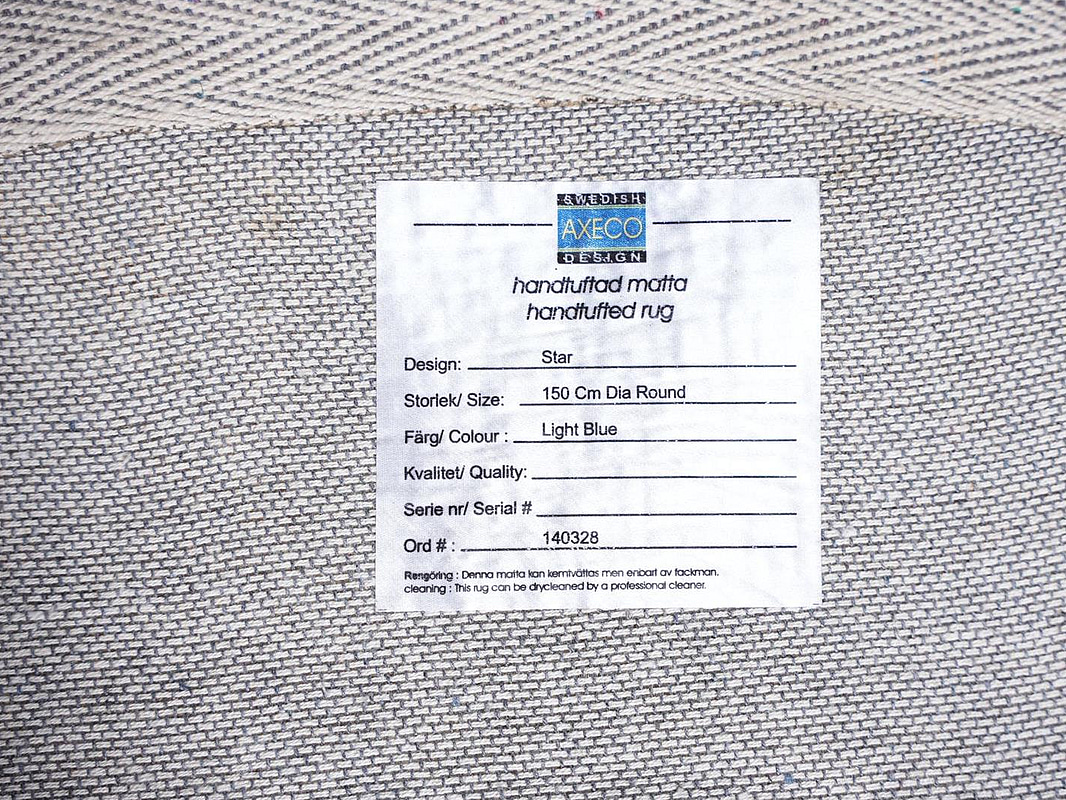 SWEDISH
AXECO
DESIGN
handtuftad matta
handtufted rug
Design: Star
Storlek/ Size: 150 Cm Dia Round
Färg/ Colour : Light Blue
Kvalitet/ Quality:
Serie nr/ Serial #
Ord # : 140328
Rengöring : Denna matta kan kemtvättas men enbart av fackman.
cleaning : This rug can be drycleaned by a professional cleaner.